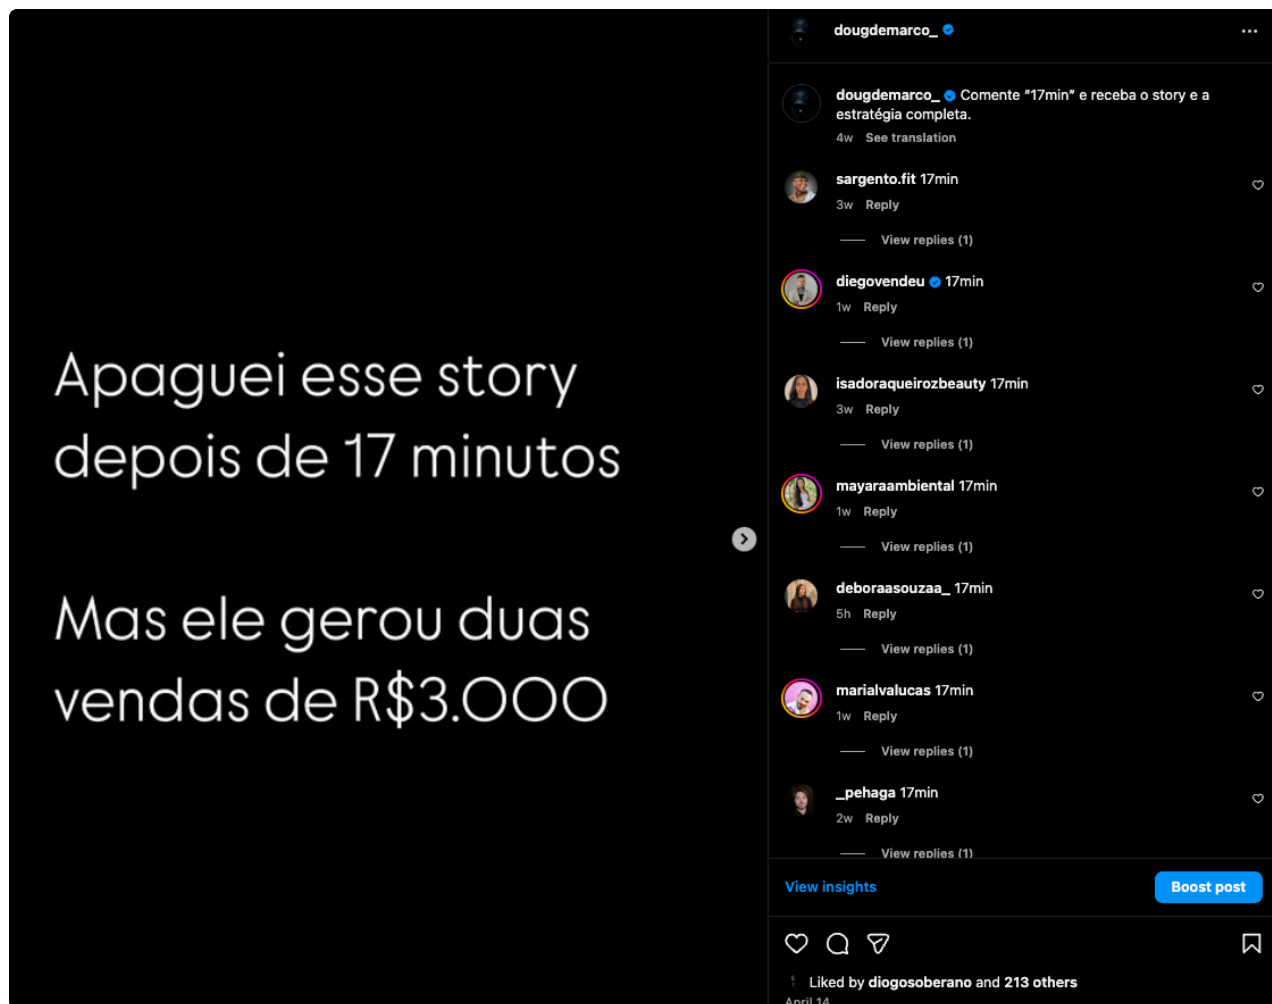 Apaguei esse story
depois de 17 minutos
Mas ele gerou duas
vendas de R$3.000
dougdemarco_
dougdemarco_ Comente "17min" e receba o story e a
estratégia completa.
4w See translation
sargento.fit 17min
3w Reply
View replies (1)
diegovendeu 17min
1w Reply
View replies (1)
isadoraqueirozbeauty 17min
3w Reply
View replies (1)
mayaraambiental 17min
1w Reply
View replies (1)
deboraasouzaa_ 17min
5h Reply
View replies (1)
marialvalucas 17min
1w Reply
View replies (1)
_pehaga 17min
2w Reply
View replies (1)
View insights
Boost post
Liked by diogosoberano and 213 others
April 14